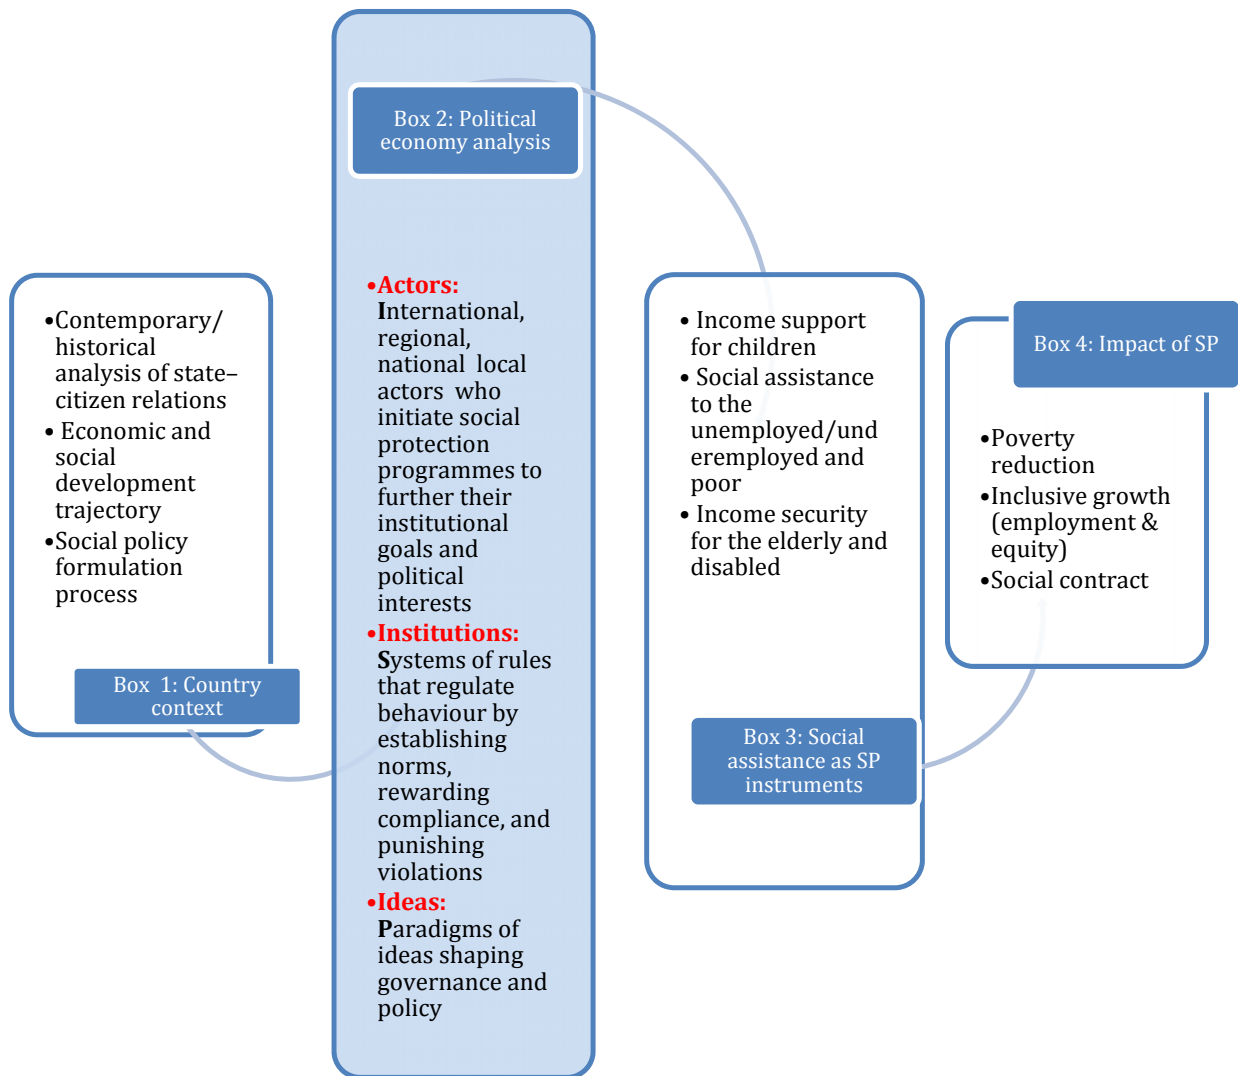 •Contemporary/
historical
analysis of state–
citizen relations
• Economic and
social
development
trajectory
•Social policy
formulation
process
Box  1: Country
context
Box 2: Political
economy analysis
•Actors:
International,
regional,
national  local
actors  who
initiate social
protection
programmes to
further their
institutional
goals and
political
interests
•Institutions:
Systems of rules
that regulate
behaviour by
establishing
norms,
rewarding
compliance, and
punishing
violations
•Ideas:
Paradigms of
ideas shaping
governance and
policy
• Income support
for children
• Social assistance
to the
unemployed/und
eremployed and
poor
• Income security
for the elderly and
disabled
Box 3: Social
assistance as SP
instruments
Box 4: Impact of SP
•Poverty
reduction
•Inclusive growth
(employment &
equity)
•Social contract